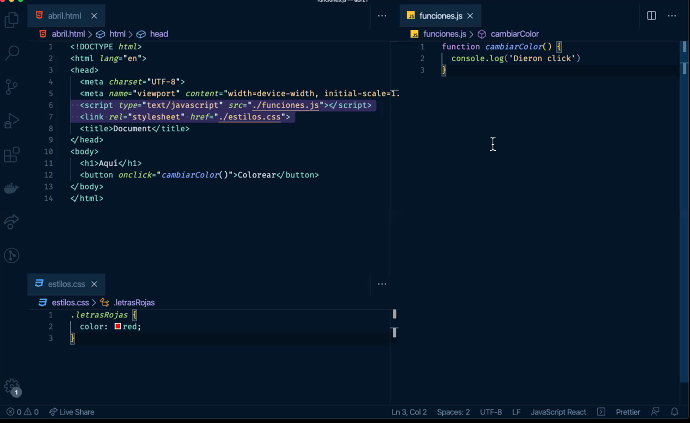 abril.html
abril.html > html > head
1 <!DOCTYPE html>
2 <html lang="en">
3 <head>
4 <meta charset="UTF-8">
5 <meta name="viewport" content="width=device-width, initial-scale=1.
6 <script type="text/javascript" src="./funciones.js"></script>
7 <link rel="stylesheet" href="./estilos.css">
8 <title>Document</title>
9 </head>
10 <body>
11 <h1>Aqui</h1>
12 <button onclick="cambiarColor()">Colorear</button>
13 </body>
14 </html>
funciones.js
funciones.js > cambiarColor
1 function cambiarColor() {
2 console.log('Dieron click')
3 }
estilos.css
estilos.css > .letrasRojas
1 .letrasRojas {
2 color: red;
3 }
1
0 0 Live Share Ln 3, Col 2 Spaces: 2 UTF-8 LF JavaScript React Prettier